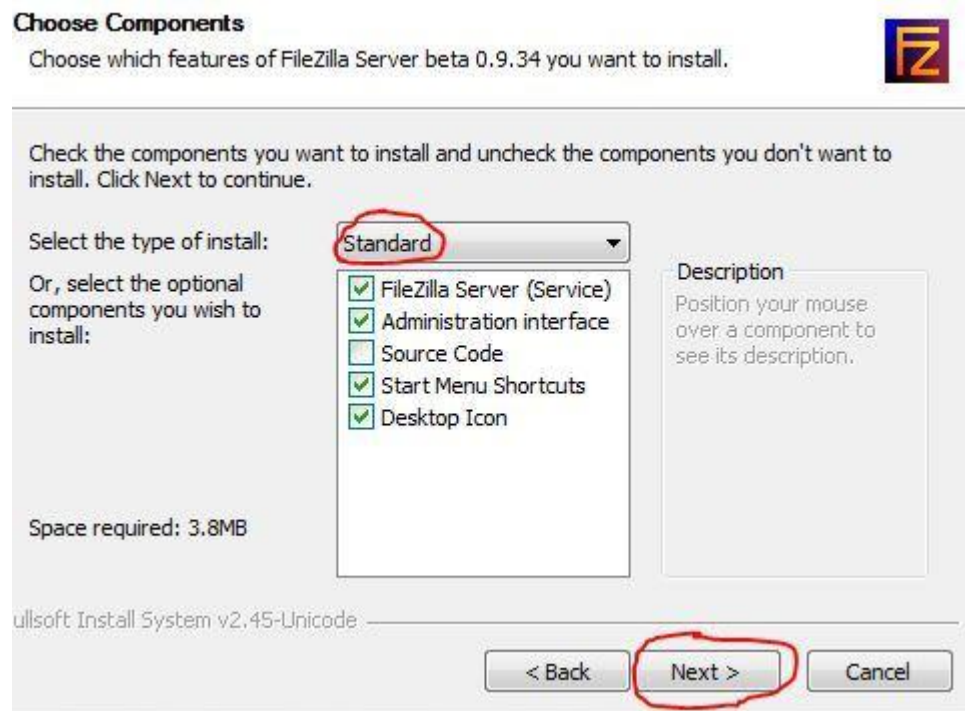 Choose Components
Choose which features of FileZilla Server beta 0.9.34 you want to install.
FZ
Check the components you want to install and uncheck the components you don't want to
install. Click Next to continue.
Select the type of install:
Standard
Or, select the optional
components you wish to
install:
FileZilla Server (Service)
Administration interface
Source Code
Start Menu Shortcuts
Desktop Icon
Description
Position your mouse
over a component to
see its description.
Space required: 3.8MB
ullsoft Install System v2.45-Unicode
< Back
Next >
Cancel